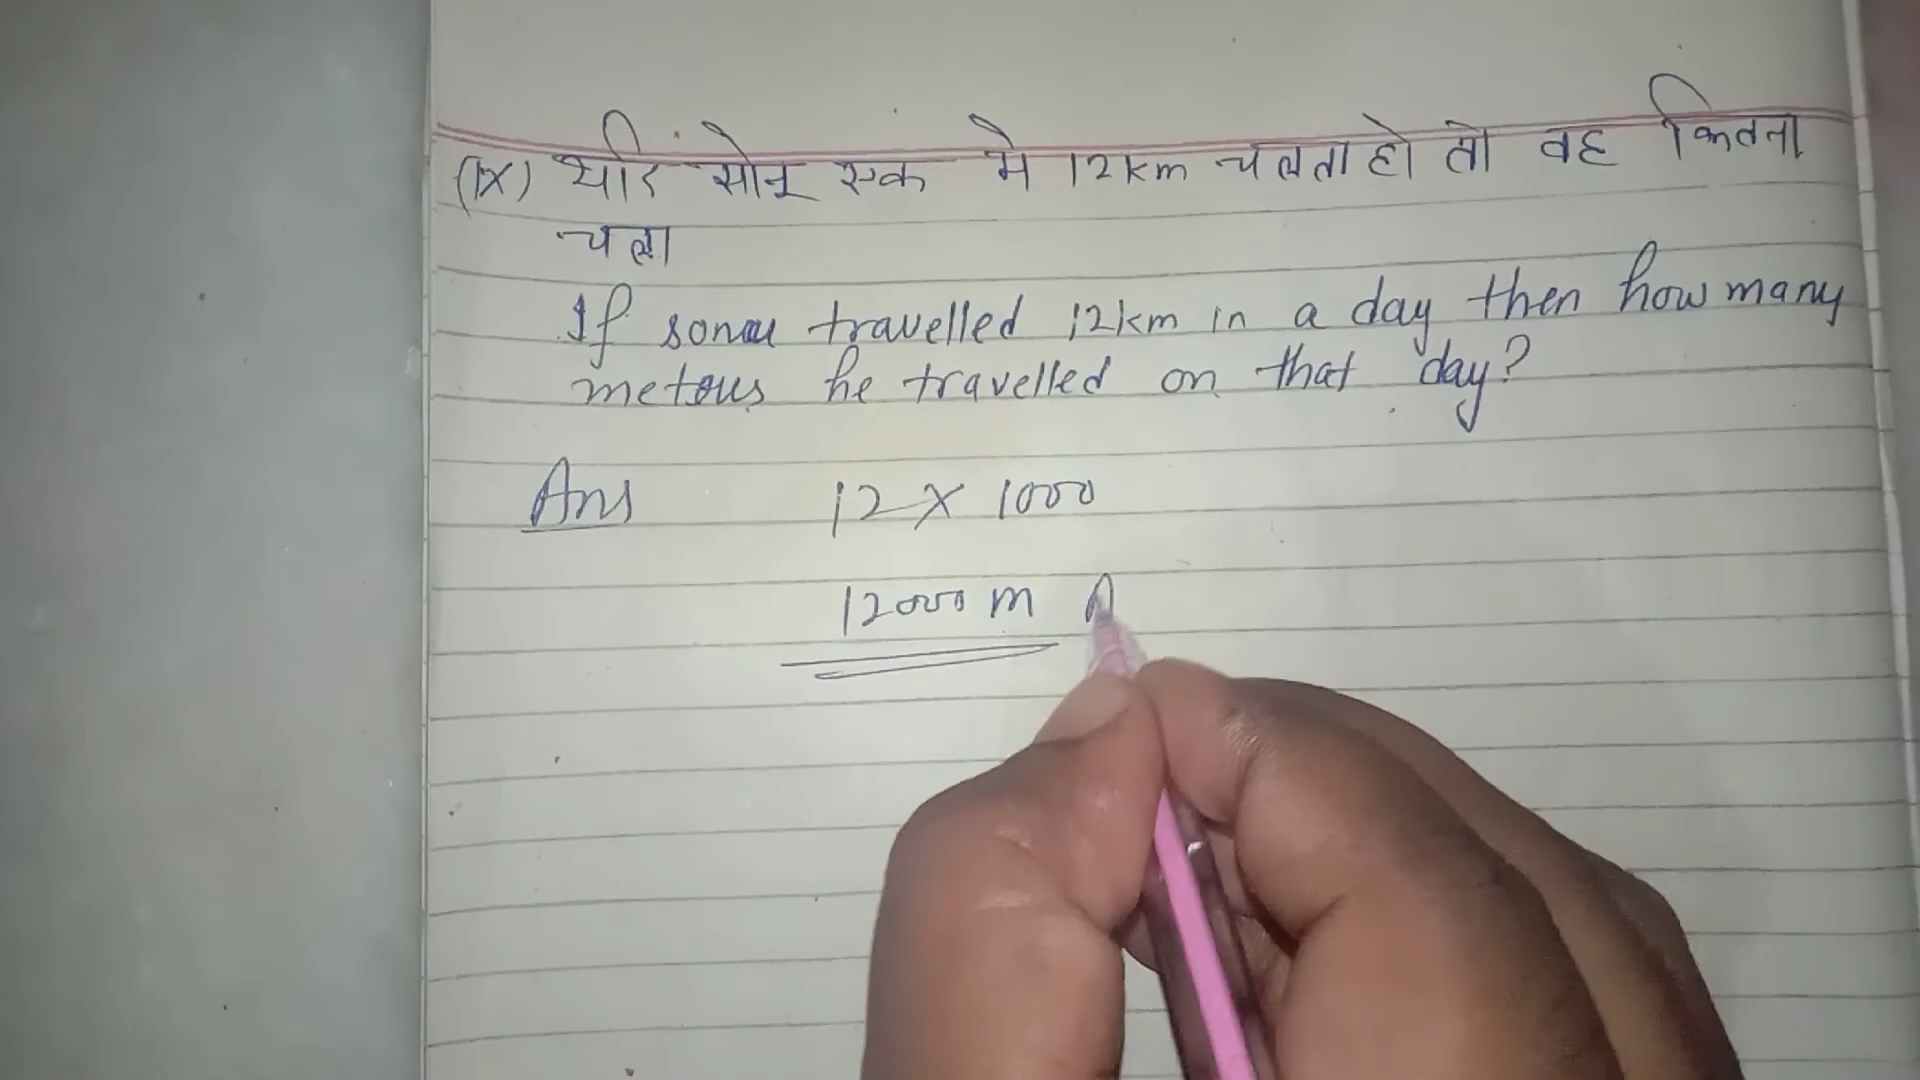 (IX) यदि सोनू एक मे 12km चलता हो तो वह कितना
चला
If sonu travelled 12km in a day then how many
meters he travelled on that day?
Ans 12 X 1000
12000 m A